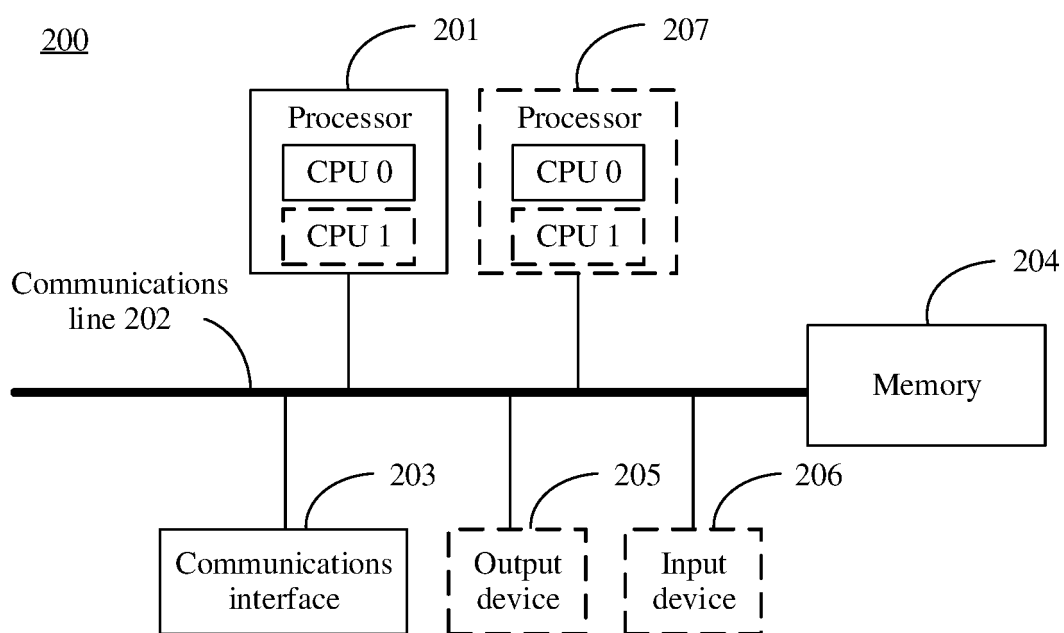 200
201
207
Processor
CPU 0
CPU 1
Processor
CPU 0
CPU 1
Communications
line 202
204
Memory
203
205
206
Communications
interface
Output
device
Input
device